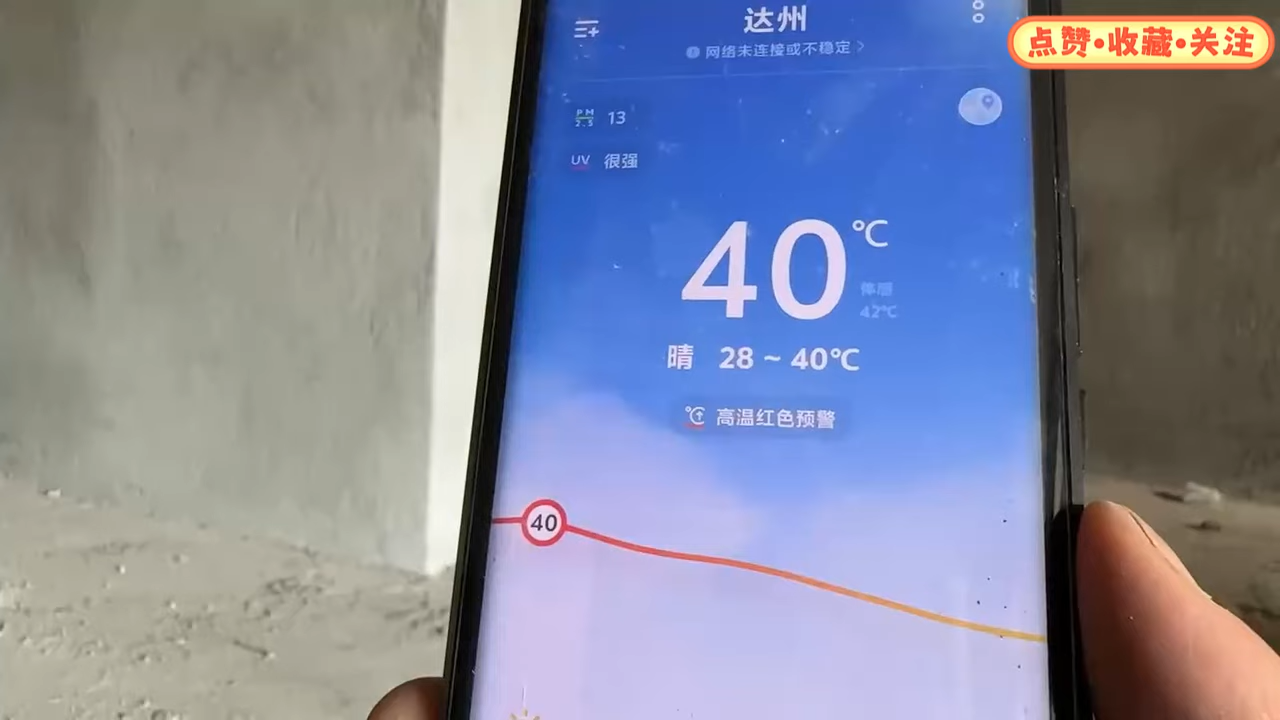 达州
点赞•收藏•关注
网络未连接或不稳定
PM2.5 13
UV 很强
40℃
体感
42℃
晴 28 ~ 40℃
高温红色预警
40